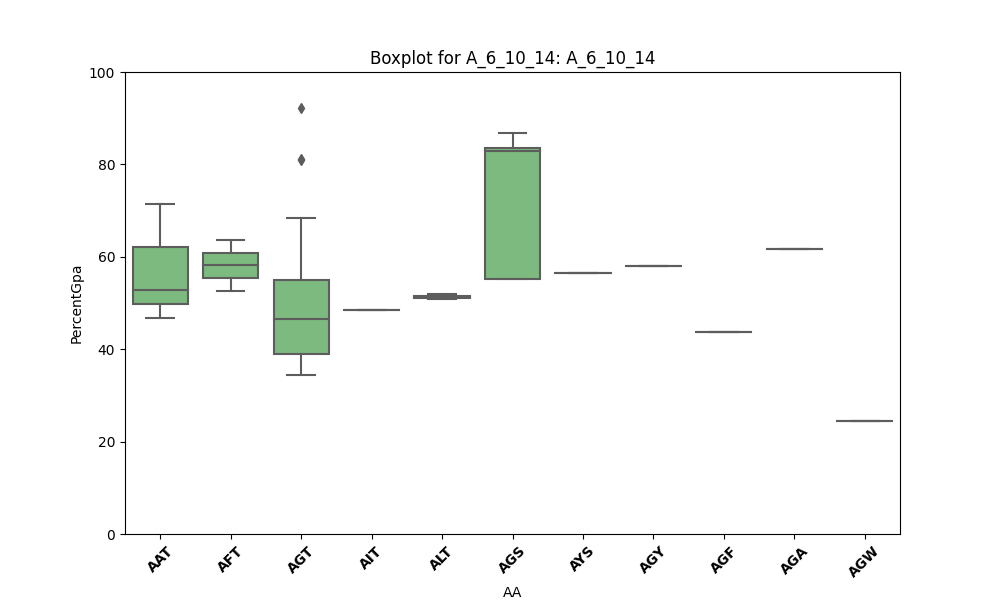 Boxplot for A_6_10_14: A_6_10_14
100
80
60
40
20
0
PercentGpa
AAT
AFT
AGT
AIT
ALT
AGS
AYS
AGY
AGF
AGA
AGW
AA